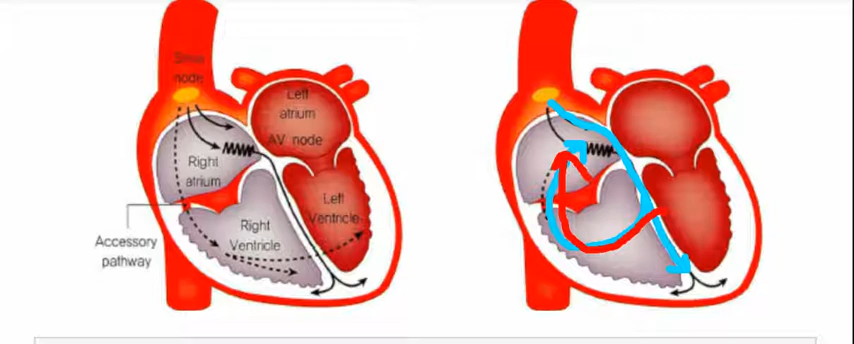 Sinus
node
Left
atrium
AV node
Right
atrium
Left
Ventricle
Right
Ventricle
Accessory
pathway